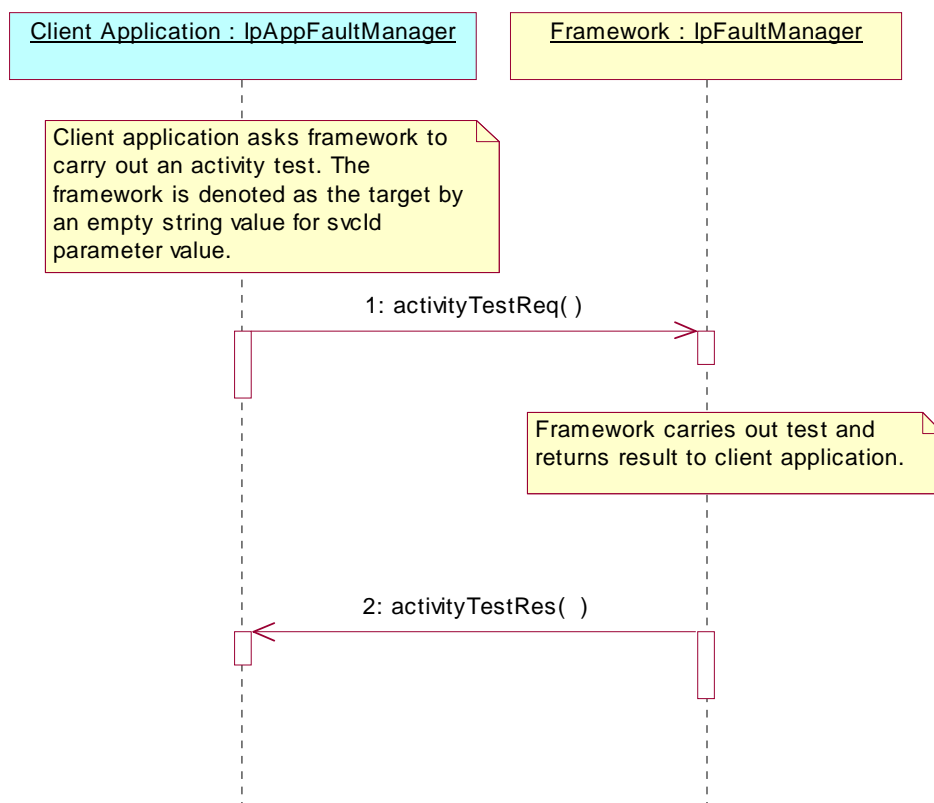 Client Application : IpAppFaultManager
Framework : IpFaultManager
Client application asks framework to
carry out an activity test. The
framework is denoted as the target by
an empty string value for svcId
parameter value.
1: activityTestReq( )
Framework carries out test and
returns result to client application.
2: activityTestRes(  )